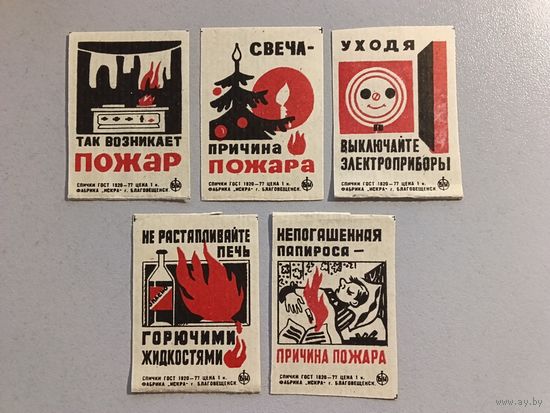 ТАК ВОЗНИКАЕТ
ПОЖАР
СПИЧКИ ГОСТ 1820-77 ЦЕНА 1 к.
ФАБРИКА "ИСКРА" г. БЛАГОВЕЩЕНСК.
СВЕЧА-
ПРИЧИНА
ПОЖАРА
СПИЧКИ ГОСТ 1820-77 ЦЕНА 1 к.
ФАБРИКА "ИСКРА" г. БЛАГОВЕЩЕНСК.
УХОДЯ
ВЫКЛЮЧАЙТЕ
ЭЛЕКТРОПРИБОРЫ
СПИЧКИ ГОСТ 1820-77 ЦЕНА 1 к.
ФАБРИКА "ИСКРА" г. БЛАГОВЕЩЕНСК.
НЕ РАСТАПЛИВАЙТЕ
ПЕЧЬ
ГОРЮЧИМИ
ЖИДКОСТЯМИ
СПИЧКИ ГОСТ 1820-77 ЦЕНА 1 к.
ФАБРИКА "ИСКРА" г. БЛАГОВЕЩЕНСК.
НЕПОГАШЕННАЯ
ПАПИРОСА-
ПРИЧИНА ПОЖАРА
СПИЧКИ ГОСТ 1820-77 ЦЕНА 1 к.
ФАБРИКА "ИСКРА" г. БЛАГОВЕЩЕНСК.
www.ay.by